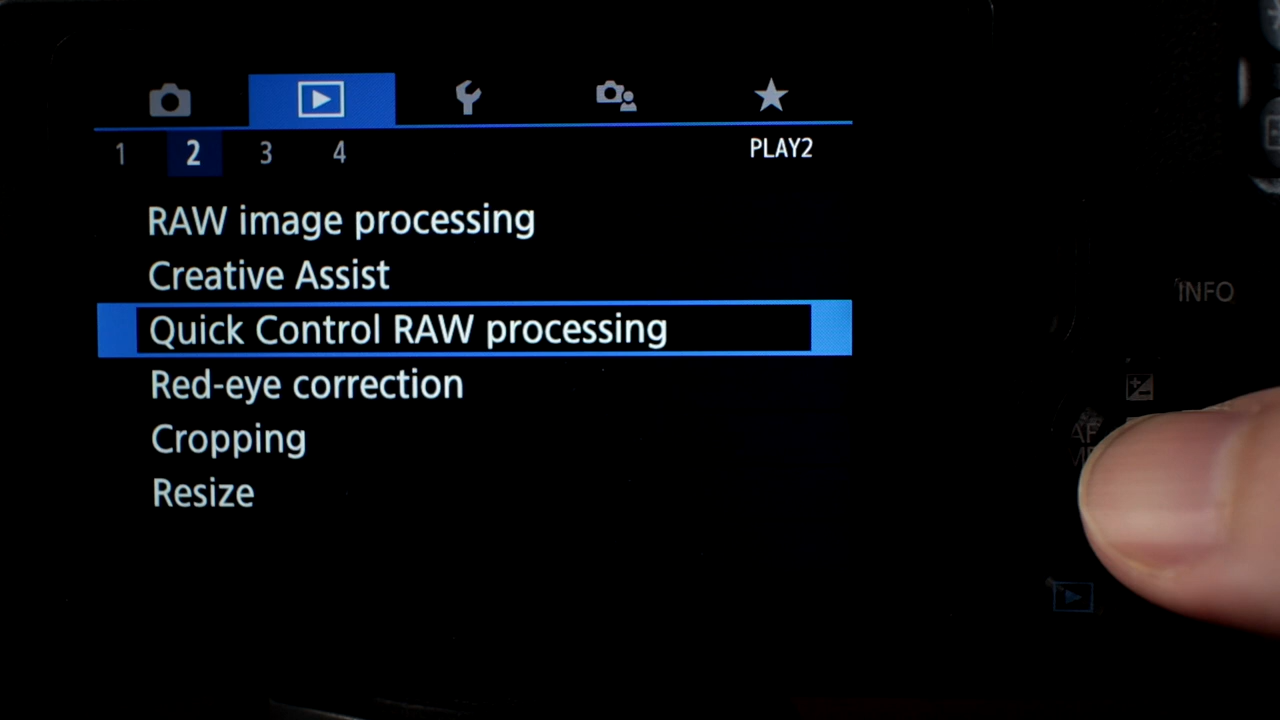 1 2 3 4 PLAY2
RAW image processing
Creative Assist
Quick Control RAW processing
Red-eye correction
Cropping
Resize
INFO
AF